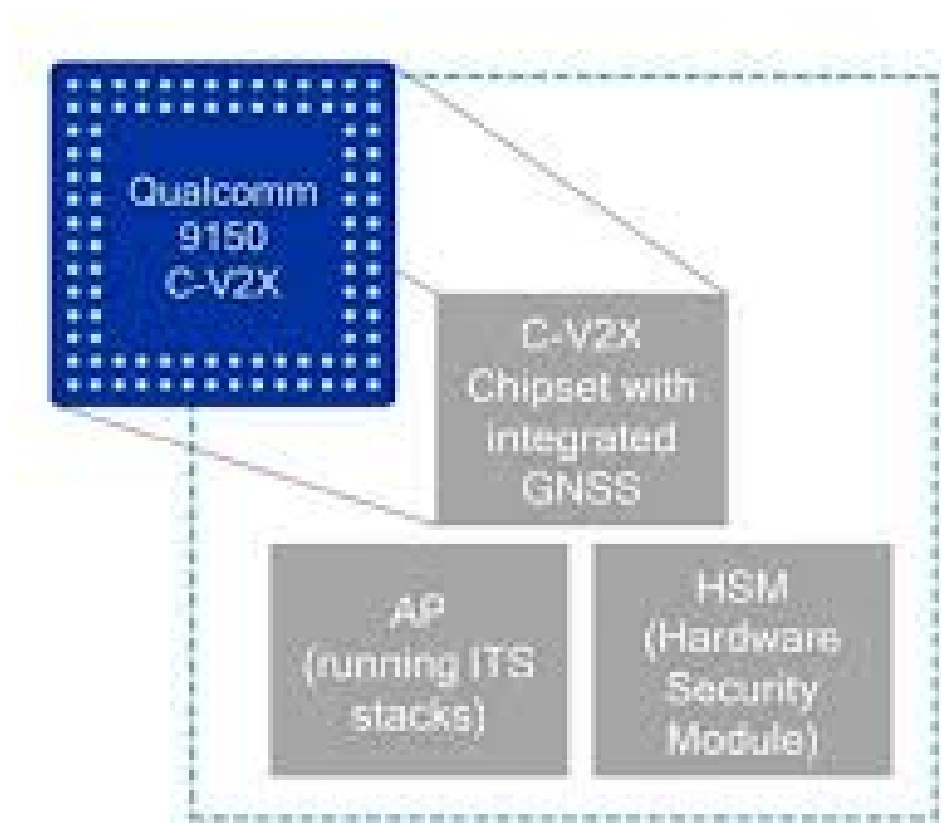 Qualcomm
9150
C-V2X
C-V2X
Chipset with
integrated
GNSS
AP
(running ITS
stacks)
HSM
(Hardware
Security
Module)